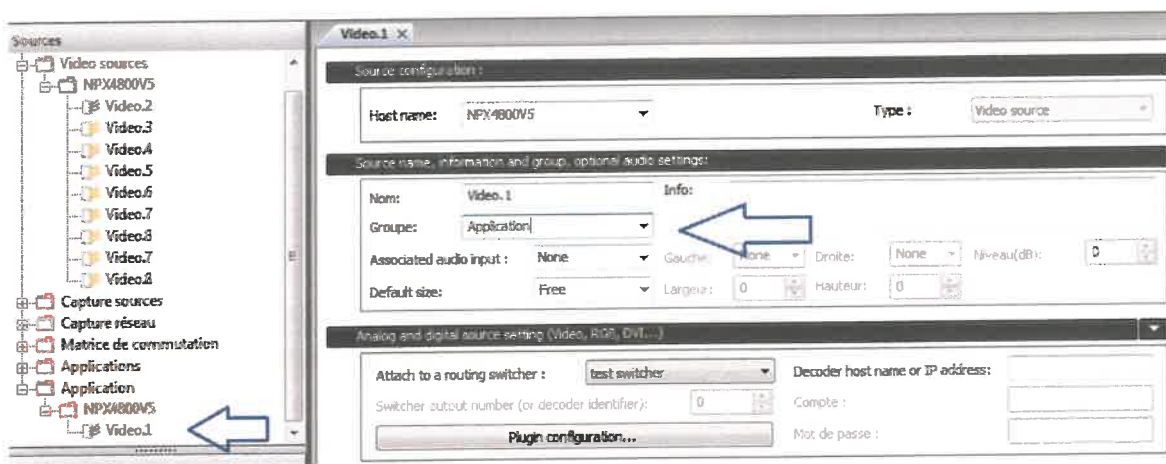 Sources
Video sources
NPX4800V5
Video.2
Video.3
Video.4
Video.5
Video.6
Video.7
Video.8
Video.7
Video.8
Capture sources
Capture réseau
Matrice de commutation
Applications
Application
NPX4800V5
Video.1
Video.1 ×
Source configuration :
Host name: NPX4800V5 Type : Video source
Source name, information and group, optional audio settings:
Nom: Video.1 Info:
Groupe: Application
Associated audio input : None Gauche: None Droite: None Niveau(dB): 0
Default size: Free Largeur: 0 Hauteur: 0
Analog and digital source setting (Video, RGB, DVI...)
Attach to a routing switcher : test switcher Decoder host name or IP address:
Switcher output number (or decoder identifier): 0 Compte :
Plugin configuration... Mot de passe :